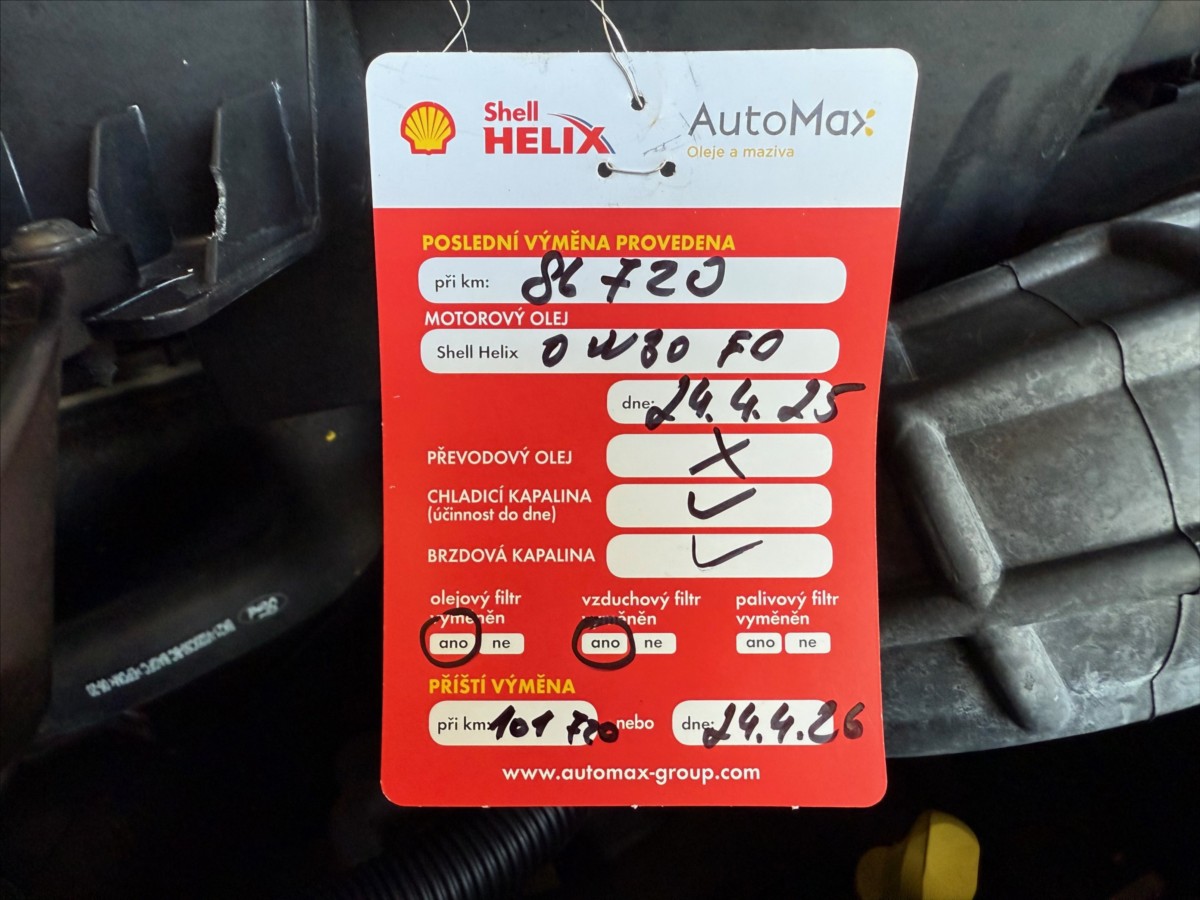 Shell
HELIX
AutoMax
Oleje a maziva
POSLEDNÍ VÝMĚNA PROVEDENA
při km: 86 720
MOTOROVÝ OLEJ
Shell Helix 0 W30 FO
dne: 24.4.25
PŘEVODOVÝ OLEJ X
CHLADICÍ KAPALINA ✓
(účinnost do dne)
BRZDOVÁ KAPALINA ✓
olejový filtr vzduchový filtr palivový filtr
vyměněn vyměněn vyměněn
ano ne ano ne ano ne
PŘÍŠTÍ VÝMĚNA
při km: 101 720 nebo dne: 24.4.26
www.automax-group.com